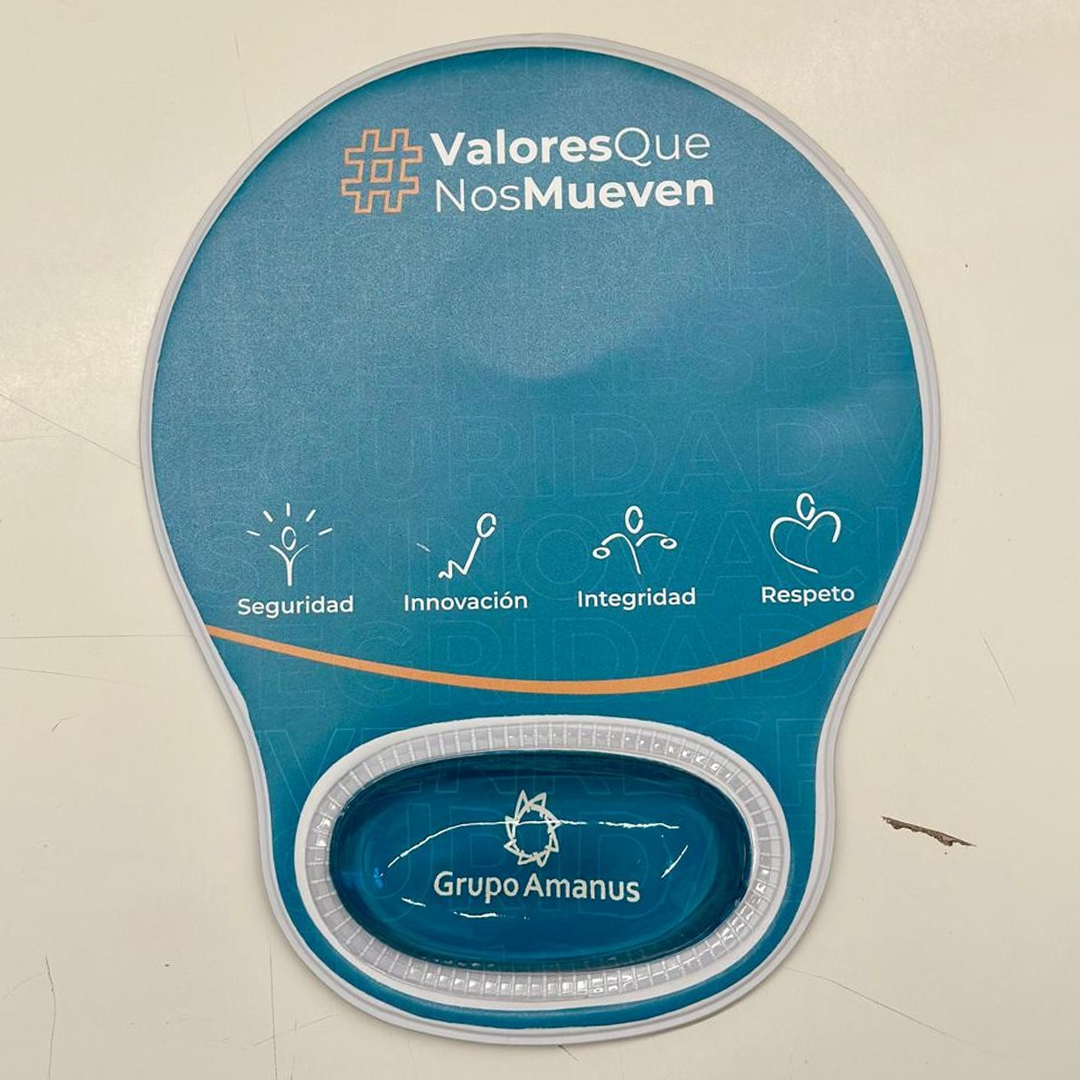 #ValoresQue
NosMueven
Seguridad Innovación Integridad Respeto
Grupo Amanus